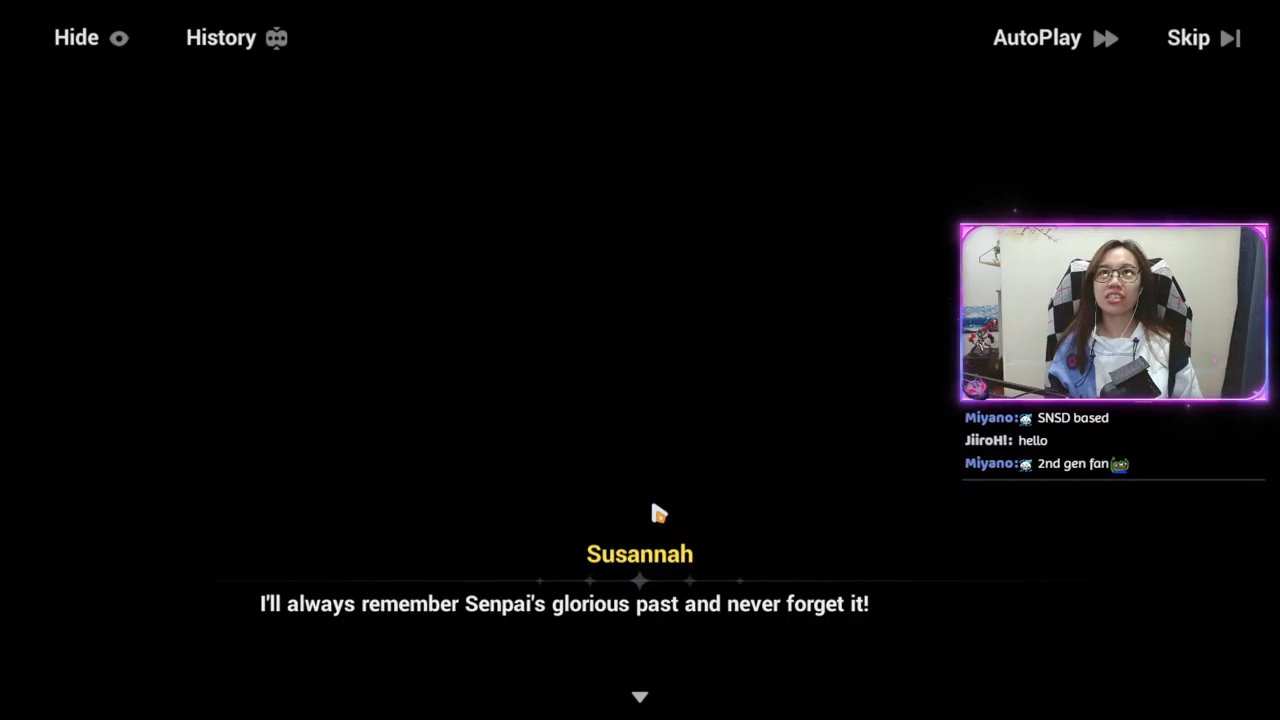 Hide
History
AutoPlay
Skip
Miyano: SNSD based
JiiroHI: hello
Miyano: 2nd gen fan
Susannah
I'll always remember Senpai's glorious past and never forget it!